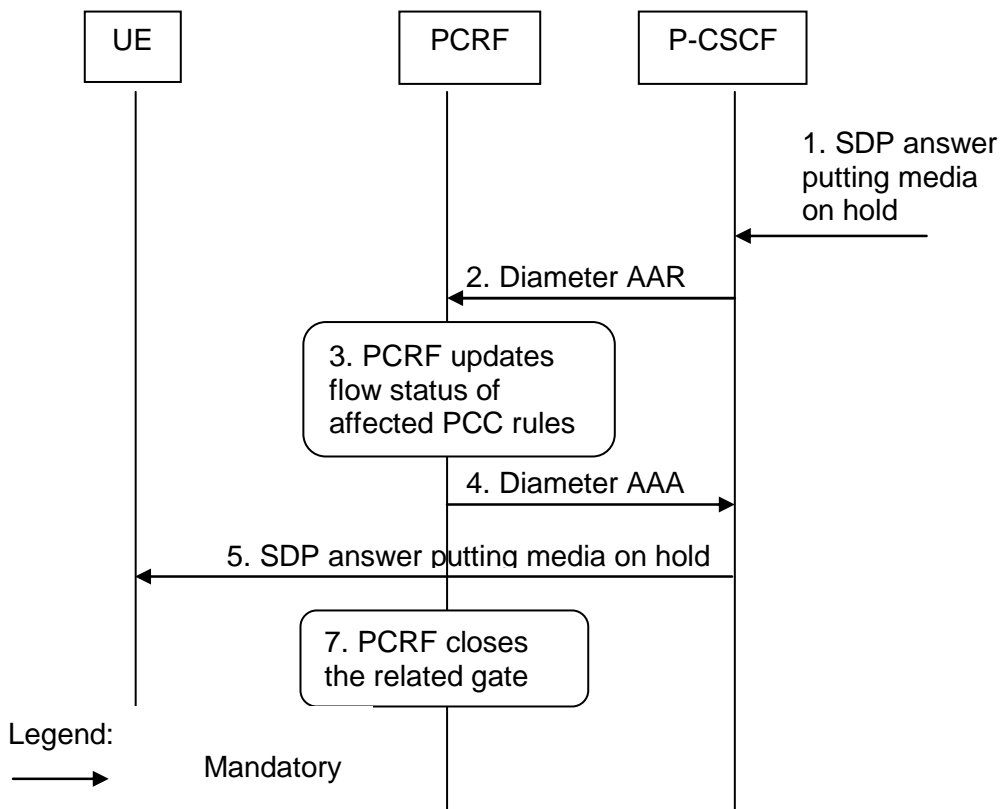 UE
PCRF
P-CSCF
1. SDP answer
putting media
on hold
2. Diameter AAR
3. PCRF updates
flow status of
affected PCC rules
4. Diameter AAA
5. SDP answer putting media on hold
7. PCRF closes
the related gate
Legend:
Mandatory